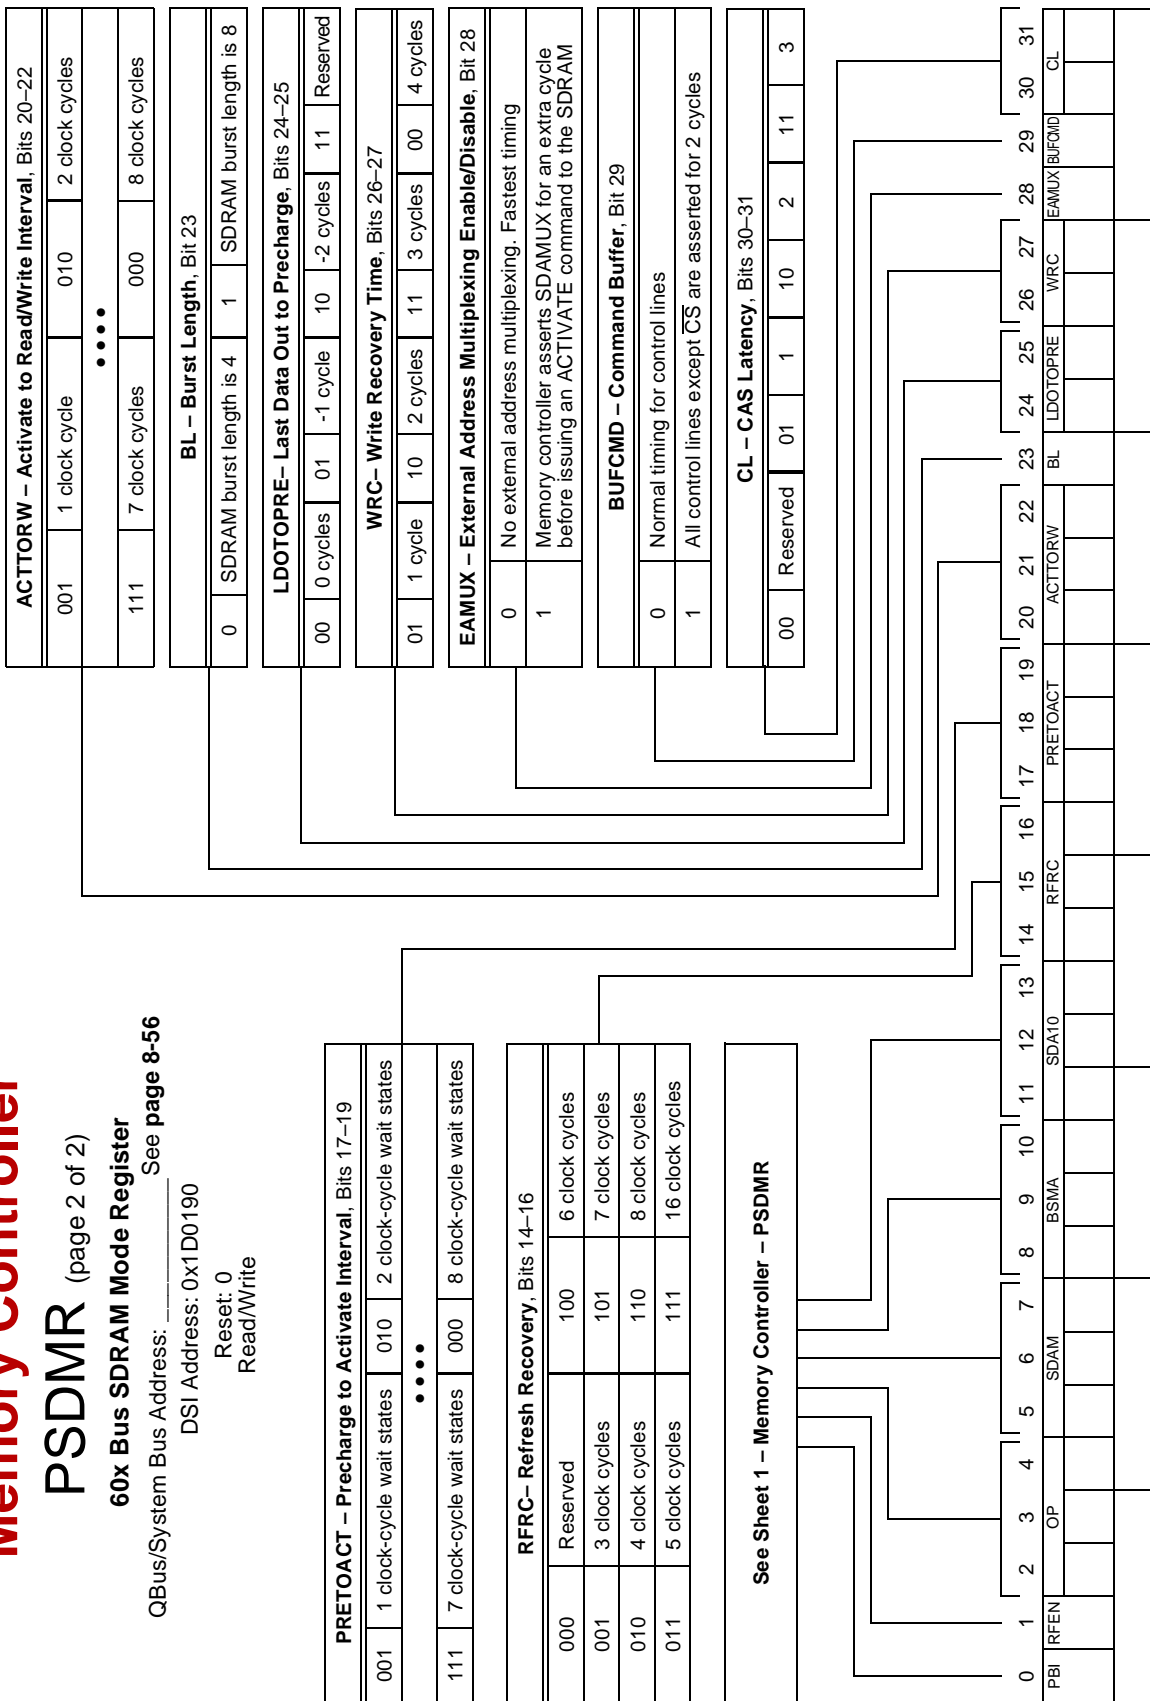 Memory Controller
PSDMR (page 2 of 2)
60x Bus SDRAM Mode Register
QBus/System Bus Address: ____________ See page 8-56
DSI Address: 0x1D0190
Reset: 0
Read/Write
PRETOACT – Precharge to Activate Interval, Bits 17–19
001 1 clock-cycle wait states 010 2 clock-cycle wait states
• • • •
111 7 clock-cycle wait states 000 8 clock-cycle wait states
RFRC– Refresh Recovery, Bits 14–16
000 Reserved 100 6 clock cycles
001 3 clock cycles 101 7 clock cycles
010 4 clock cycles 110 8 clock cycles
011 5 clock cycles 111 16 clock cycles
See Sheet 1 – Memory Controller – PSDMR
ACTTORW – Activate to Read/Write Interval, Bits 20–22
001 1 clock cycle 010 2 clock cycles
• • • •
111 7 clock cycles 000 8 clock cycles
BL – Burst Length, Bit 23
0 SDRAM burst length is 4 1 SDRAM burst length is 8
LDOTOPRE– Last Data Out to Precharge, Bits 24–25
00 0 cycles 01 -1 cycle 10 -2 cycles 11 Reserved
WRC– Write Recovery Time, Bits 26–27
01 1 cycle 10 2 cycles 11 3 cycles 00 4 cycles
EAMUX – External Address Multiplexing Enable/Disable, Bit 28
0 No external address multiplexing. Fastest timing
1 Memory controller asserts SDAMUX for an extra cycle
before issuing an ACTIVATE command to the SDRAM
BUFCMD – Command Buffer, Bit 29
0 Normal timing for control lines
1 All control lines except CS are asserted for 2 cycles
CL – CAS Latency, Bits 30–31
00 Reserved 01 1 10 2 11 3
0 1 2 3 4 5 6 7 8 9 10 11 12 13 14 15 16 17 18 19 20 21 22 23 24 25 26 27 28 29 30 31
PBI RFEN OP SDAM BSMA SDA10 RFRC PRETOACT ACTTORW BL LDOTOPRE WRC EAMUX BUFCMD CL